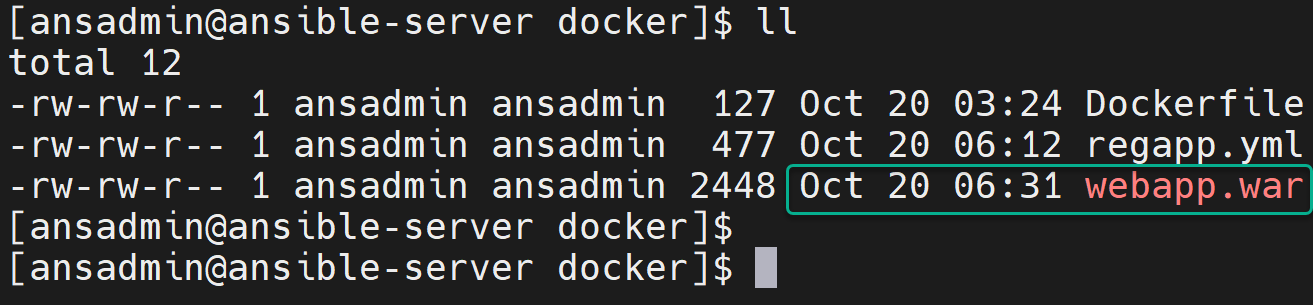 [ansadmin@ansible-server docker]$ ll
total 12
-rw-rw-r-- 1 ansadmin ansadmin  127 Oct 20 03:24 Dockerfile
-rw-rw-r-- 1 ansadmin ansadmin  477 Oct 20 06:12 regapp.yml
-rw-rw-r-- 1 ansadmin ansadmin 2448 Oct 20 06:31 webapp.war
[ansadmin@ansible-server docker]$
[ansadmin@ansible-server docker]$